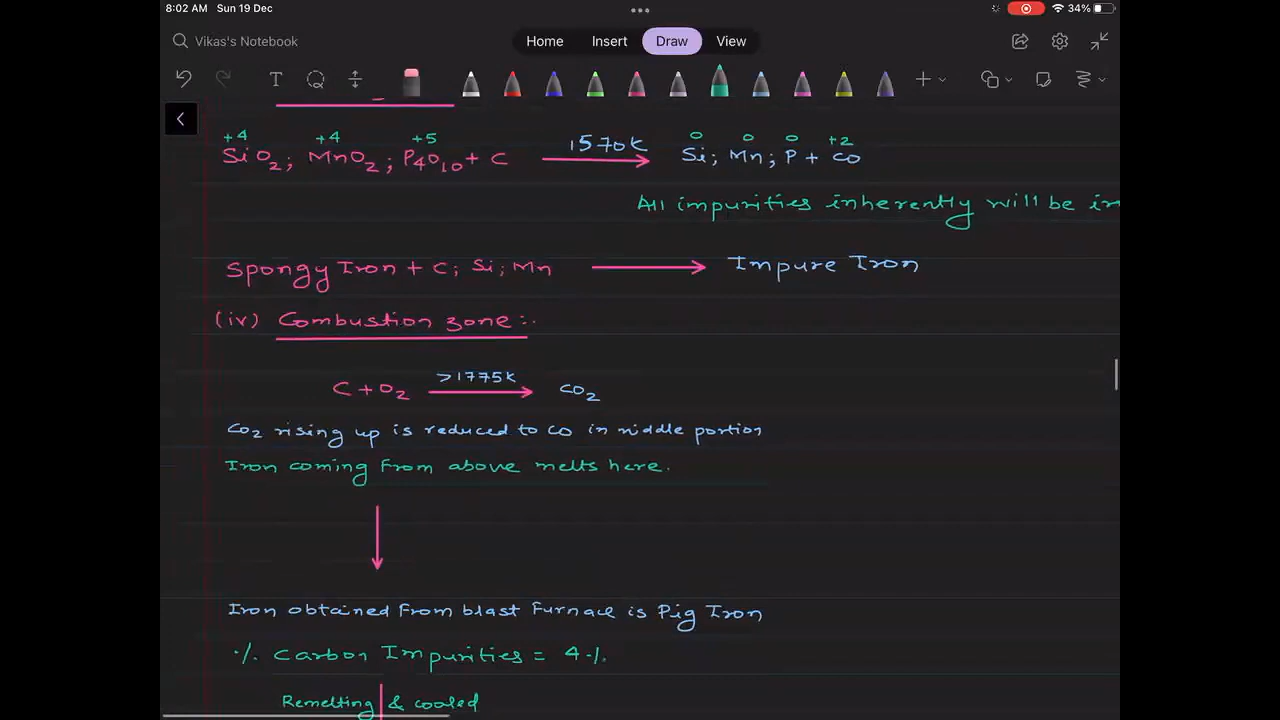 8:02 AM Sun 19 Dec
34%
Vikas's Notebook
Home Insert Draw View
+4 +4 +5 0 0 0 +2
SiO2; MnO2; P4O10 + C 1570K Si; Mn; P + CO
All impurities inherently will be in
Spongy Iron + C; Si; Mn Impure Iron
(iv) Combustion zone:-
C + O2 >1775K CO2
CO2 rising up is reduced to CO in middle portion
Iron coming from above melts here.
Iron obtained from blast Furnace is Pig Iron
% Carbon Impurities = 4%
Remelting & cooled